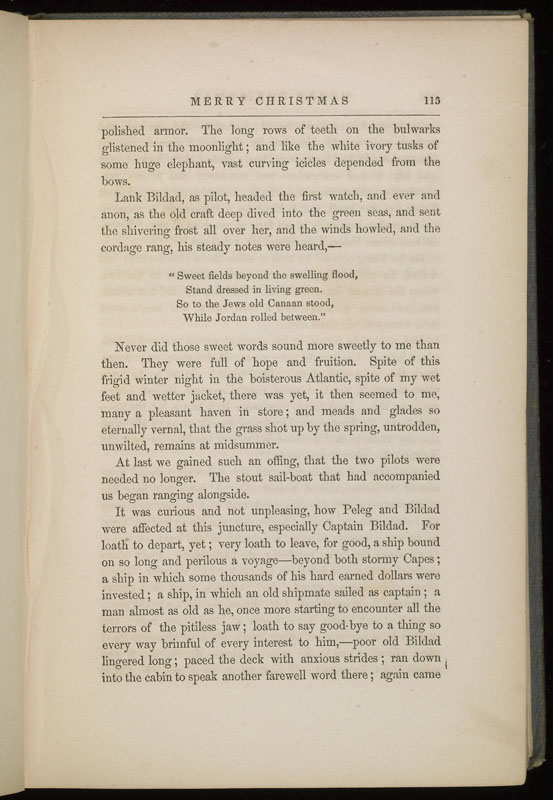 MERRY CHRISTMAS 115
polished armor. The long rows of teeth on the bulwarks
glistened in the moonlight; and like the white ivory tusks of
some huge elephant, vast curving icicles depended from the
bows.
Lank Bildad, as pilot, headed the first watch, and ever and
anon, as the old craft deep dived into the green seas, and sent
the shivering frost all over her, and the winds howled, and the
cordage rang, his steady notes were heard,—
"Sweet fields beyond the swelling flood,
Stand dressed in living green.
So to the Jews old Canaan stood,
While Jordan rolled between."
Never did those sweet words sound more sweetly to me than
then. They were full of hope and fruition. Spite of this
frigid winter night in the boisterous Atlantic, spite of my wet
feet and wetter jacket, there was yet, it then seemed to me,
many a pleasant haven in store; and meads and glades so
eternally vernal, that the grass shot up by the spring, untrodden,
unwilted, remains at midsummer.
At last we gained such an offing, that the two pilots were
needed no longer. The stout sail-boat that had accompanied
us began ranging alongside.
It was curious and not unpleasing, how Peleg and Bildad
were affected at this juncture, especially Captain Bildad. For
loath to depart, yet; very loath to leave, for good, a ship bound
on so long and perilous a voyage—beyond both stormy Capes;
a ship in which some thousands of his hard earned dollars were
invested; a ship, in which an old shipmate sailed as captain; a
man almost as old as he, once more starting to encounter all the
terrors of the pitiless jaw; loath to say good-bye to a thing so
every way brimful of every interest to him,—poor old Bildad
lingered long; paced the deck with anxious strides; ran down
into the cabin to speak another farewell word there; again came